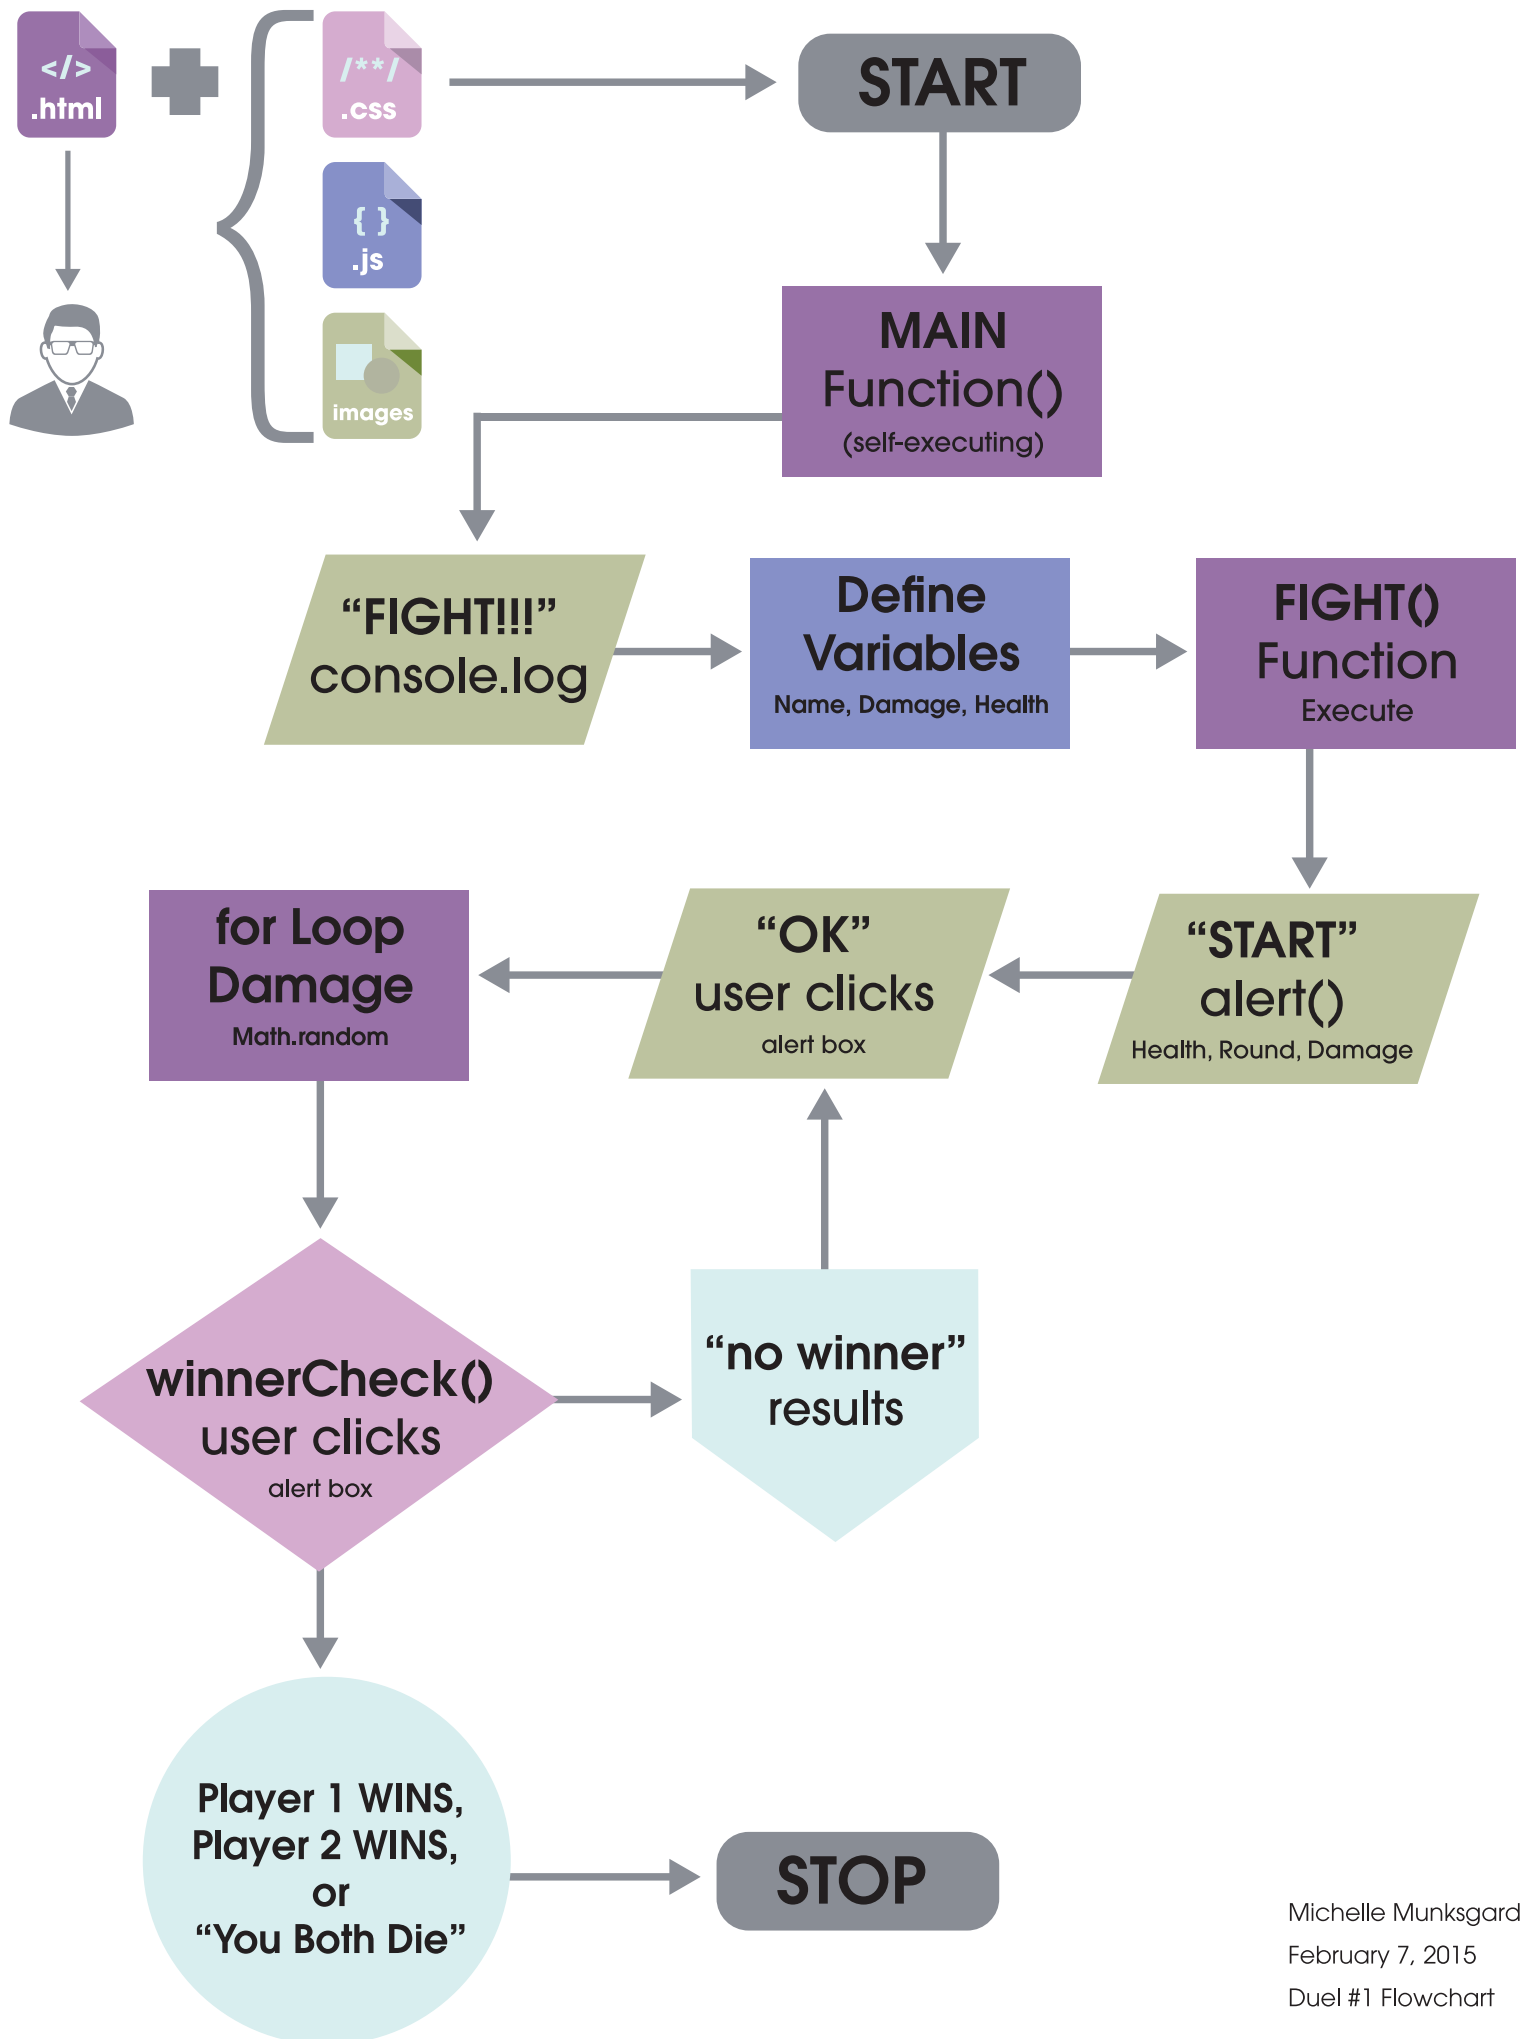 </>
.html
/**/
.css
{ }
.js
images
START
MAIN
Function()
(self-executing)
“FIGHT!!!”
console.log
Define
Variables
Name, Damage, Health
FIGHT()
Function
Execute
“START”
alert()
Health, Round, Damage
“OK”
user clicks
alert box
for Loop
Damage
Math.random
winnerCheck()
user clicks
alert box
“no winner”
results
Player 1 WINS,
Player 2 WINS,
or
“You Both Die”
STOP
Michelle Munksgard
February 7, 2015
Duel #1 Flowchart